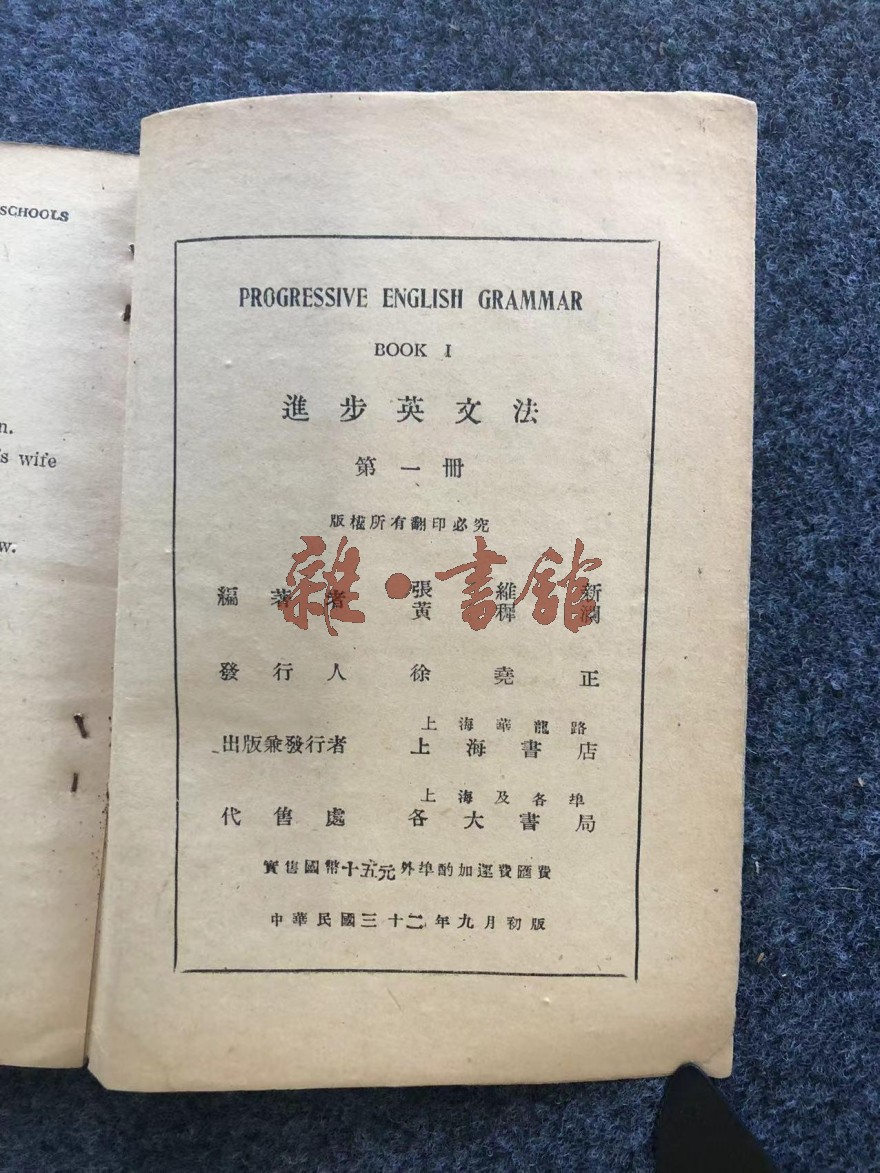 SCHOOLS
n.
's wife
w.
PROGRESSIVE ENGLISH GRAMMAR
BOOK I
進步英文法
第一冊
版權所有翻印必究
編著者 張維新
黃穉瀾
雜·書館
發行人 徐堯正
上海華龍路
出版兼發行者 上海書店
上海及各埠
代售處 各大書局
實售國幣十五元外埠酌加運費匯費
中華民國三十二年九月初版